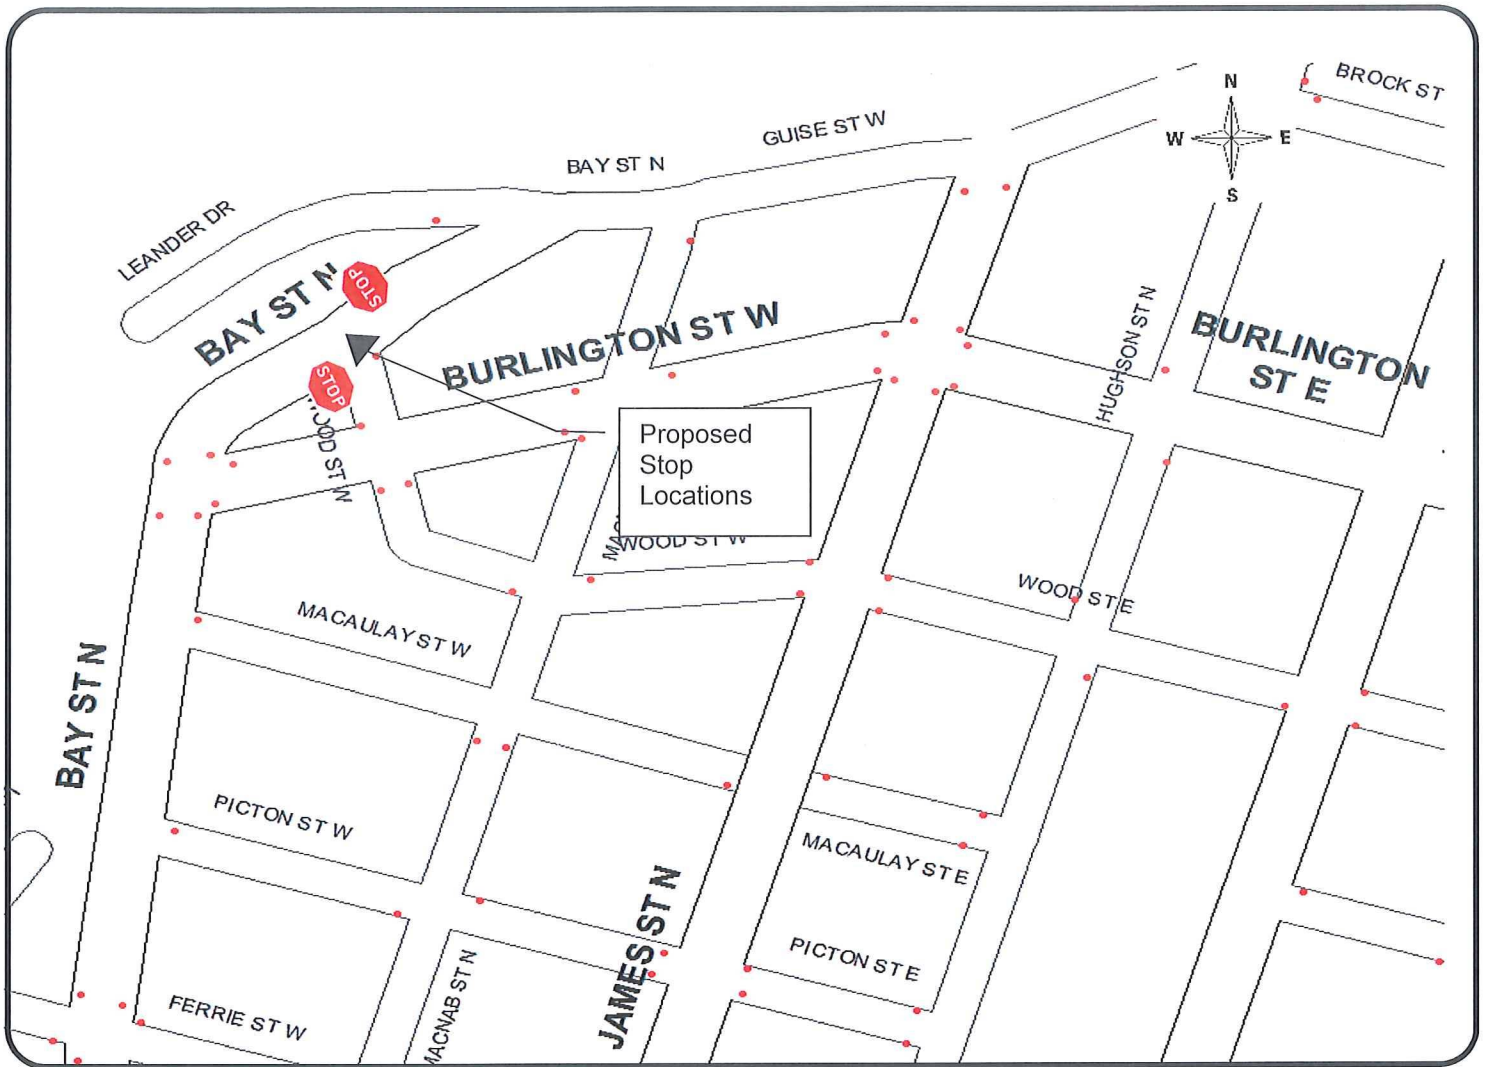 BROCK ST
N
W E
S
GUISE ST W
BAY ST N
LEANDER DR
BAY ST N
STOP
STOP
BURLINGTON ST W
HUGHSON ST N
BURLINGTON
ST E
WOOD ST W
Proposed
Stop
Locations
WOOD ST W
WOOD ST E
MACAULAY ST W
BAY ST N
PICTON ST W
MACAULAY ST E
JAMES ST N
PICTON ST E
MACNAB ST N
FERRIE ST W